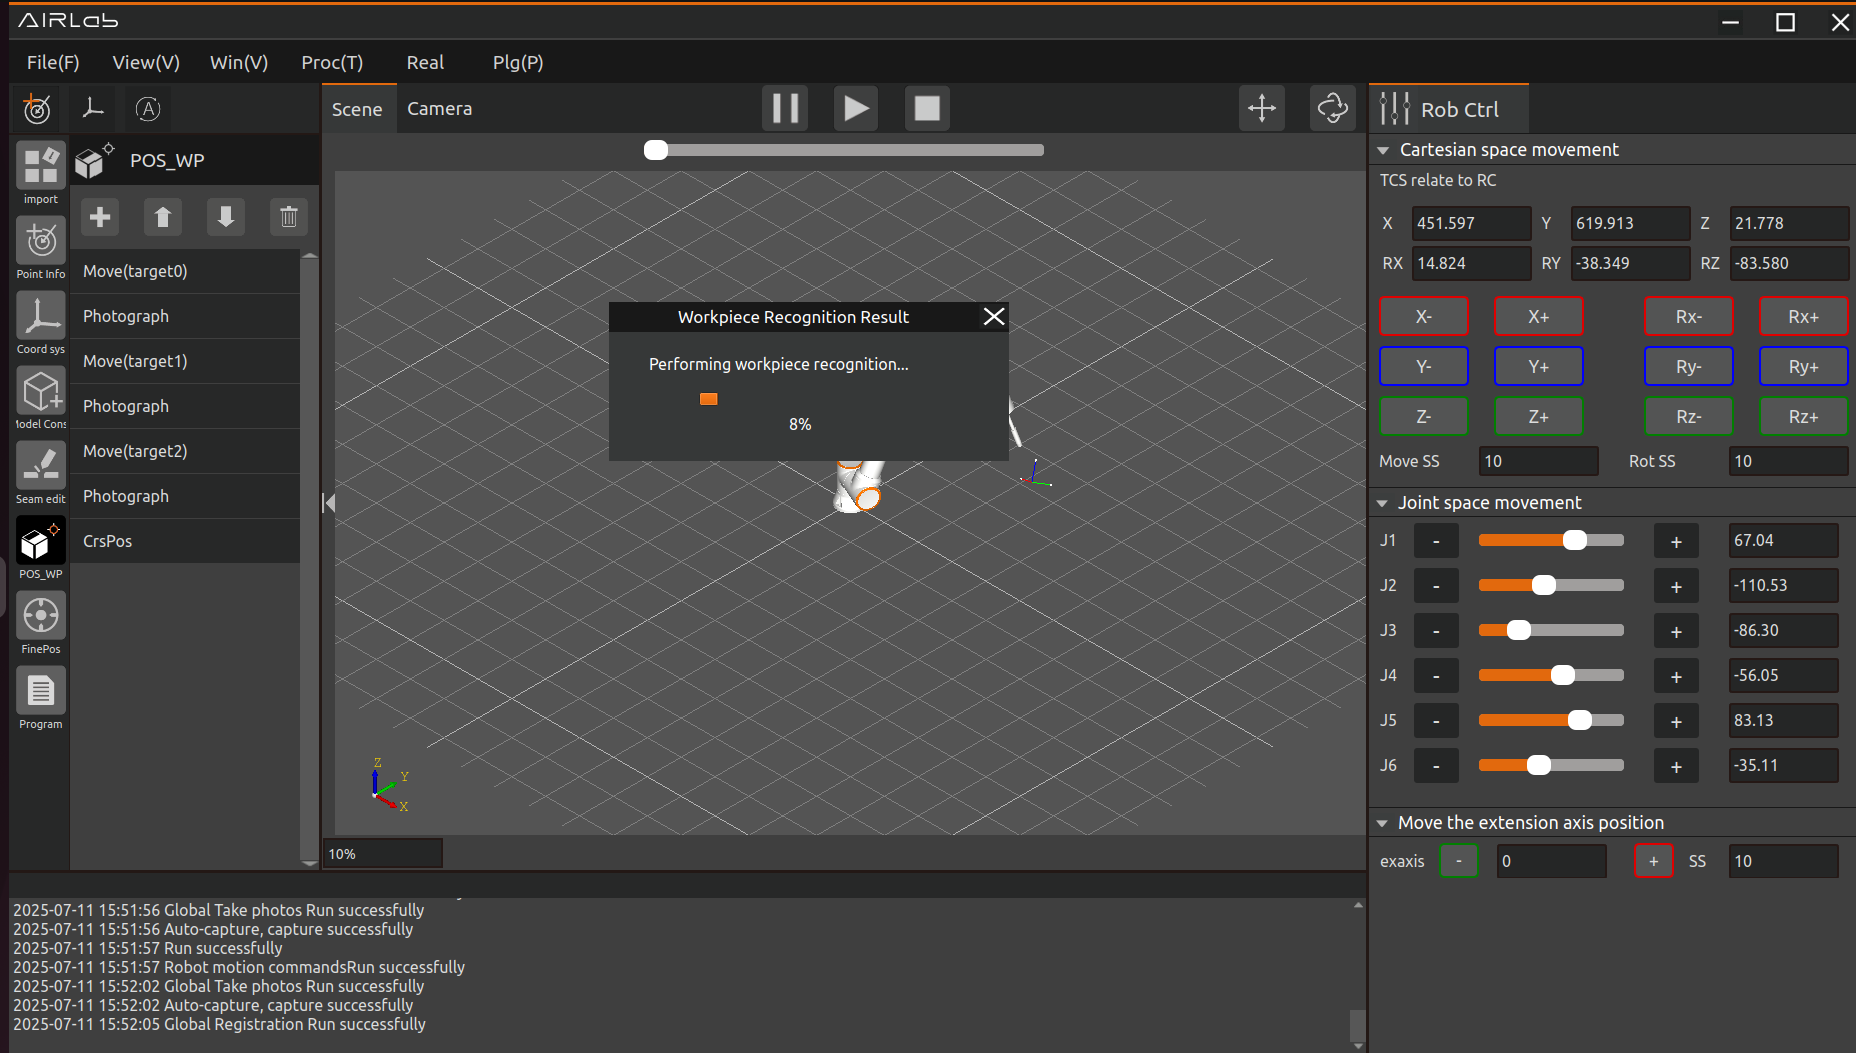 AIRLab
File(F) View(V) Win(V) Proc(T) Real Plg(P)
A
Scene Camera
Rob Ctrl
import
Point Info
Coord sys
Model Cons
Seam edit
POS_WP
FinePos
Program
POS_WP
Move(target0)
Photograph
Move(target1)
Photograph
Move(target2)
Photograph
CrsPos
Workpiece Recognition Result
Performing workpiece recognition...
8%
Z
Y
X
10%
Cartesian space movement
TCS relate to RC
X 451.597 Y 619.913 Z 21.778
RX 14.824 RY -38.349 RZ -83.580
X- X+ Rx- Rx+
Y- Y+ Ry- Ry+
Z- Z+ Rz- Rz+
Move SS 10 Rot SS 10
Joint space movement
J1 - + 67.04
J2 - + -110.53
J3 - + -86.30
J4 - + -56.05
J5 - + 83.13
J6 - + -35.11
Move the extension axis position
exaxis - 0 + SS 10
2025-07-11 15:51:56 Global Take photos Run successfully
2025-07-11 15:51:56 Auto-capture, capture successfully
2025-07-11 15:51:57 Run successfully
2025-07-11 15:51:57 Robot motion commandsRun successfully
2025-07-11 15:52:02 Global Take photos Run successfully
2025-07-11 15:52:02 Auto-capture, capture successfully
2025-07-11 15:52:05 Global Registration Run successfully